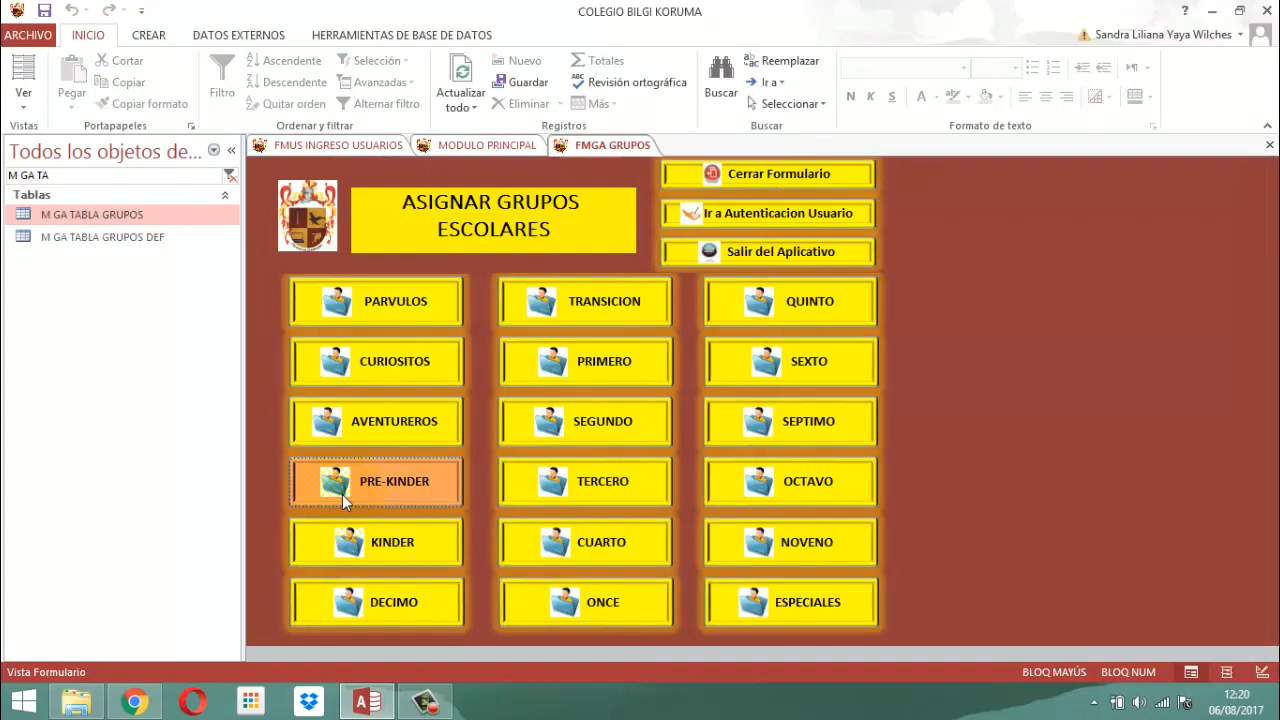 COLEGIO BILGI KORUMA
?
ARCHIVO INICIO CREAR DATOS EXTERNOS HERRAMIENTAS DE BASE DE DATOS
Sandra Liliana Yaya Wilches
Ver
Vistas
Pegar
Cortar
Copiar
Copiar formato
Portapapeles
Filtro
Ascendente
Descendente
Quitar orden
Selección
Avanzadas
Alternar filtro
Ordenar y filtrar
Actualizar
todo
Nuevo
Guardar
Eliminar
Totales
Revisión ortográfica
Más
Registros
Buscar
Reemplazar
Ir a
Seleccionar
Buscar
N K S
A
Formato de texto
Todos los objetos de...
M GA TA
Tablas
M GA TABLA GRUPOS
M GA TABLA GRUPOS DEF
FMUS INGRESO USUARIOS
MODULO PRINCIPAL
FMGA GRUPOS
ASIGNAR GRUPOS
ESCOLARES
Cerrar Formulario
Ir a Autenticacion Usuario
Salir del Aplicativo
PARVULOS TRANSICION QUINTO
CURIOSITOS PRIMERO SEXTO
AVENTUREROS SEGUNDO SEPTIMO
PRE-KINDER TERCERO OCTAVO
KINDER CUARTO NOVENO
DECIMO ONCE ESPECIALES
Vista Formulario
BLOQ MAYÚS BLOQ NUM
12:20
06/08/2017